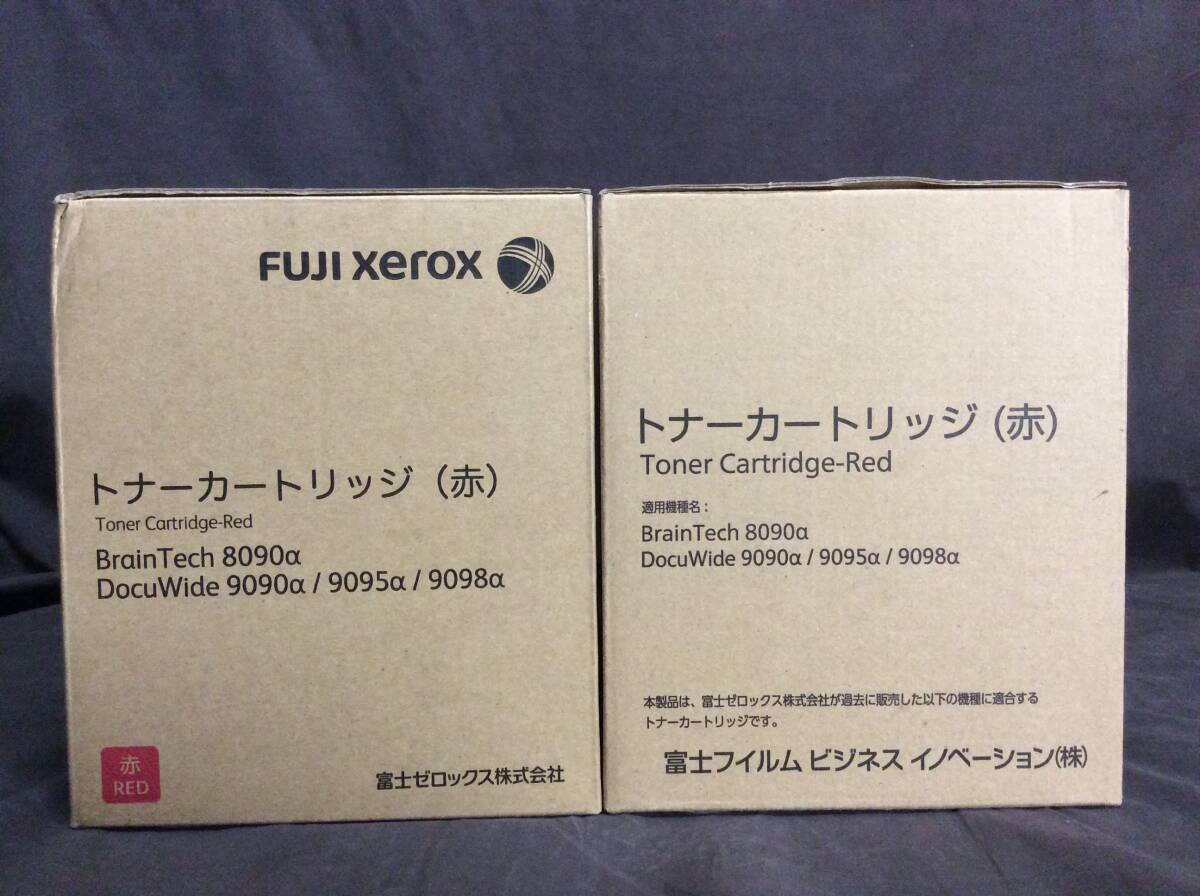 FUJI xerox
トナーカートリッジ（赤）
Toner Cartridge-Red
BrainTech 8090α
DocuWide 9090α / 9095α / 9098α
赤
RED
富士ゼロックス株式会社
トナーカートリッジ (赤)
Toner Cartridge-Red
適用機種名：
BrainTech 8090α
DocuWide 9090α / 9095α / 9098α
本製品は、富士ゼロックス株式会社が過去に販売した以下の機種に適合する
トナーカートリッジです。
富士フイルム ビジネス イノベーション(株)